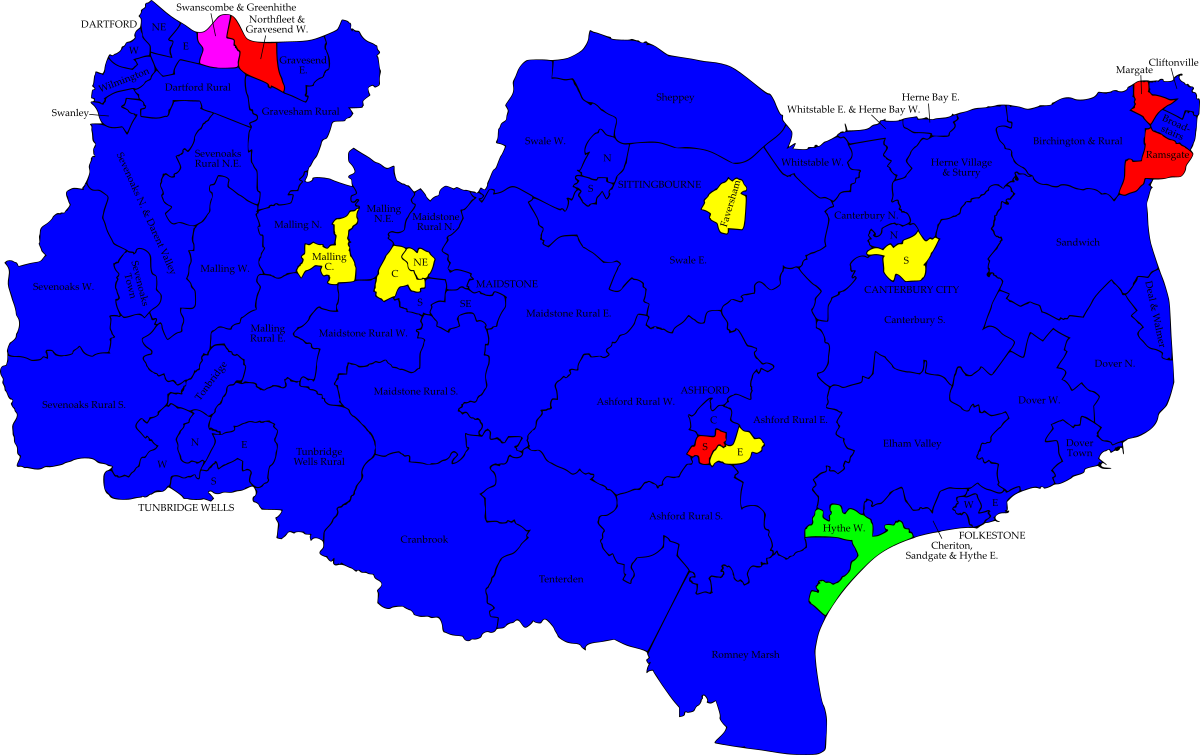 Swanscombe & Greenhithe
DARTFORD
NE
Northfleet &
Gravesend W.
W
E
Gravesend
E.
Wilmington
Dartford Rural
Swanley
Gravesham Rural
Sheppey
Cliftonville
Margate
Herne Bay E.
Whitstable E. & Herne Bay W.
Birchington & Rural
Broad-
stairs
Ramsgate
Sevenoaks
Rural N.E.
Sevenoaks N. & Darent Valley
Swale W.
N
S
SITTINGBOURNE
Whitstable W.
Herne Village
& Sturry
Faversham
Malling N.
Malling
N.E.
Maidstone
Rural N.
Canterbury N.
N
S
CANTERBURY CITY
Sandwich
Malling
C.
C
NE
Swale E.
Malling W.
Sevenoaks W.
Sevenoaks
Town
MAIDSTONE
S
SE
Maidstone Rural E.
Canterbury S.
Deal & Walmer
Malling
Rural E.
Maidstone Rural W.
Dover N.
Tonbridge
Maidstone Rural S.
ASHFORD
Ashford Rural W.
C
Ashford Rural E.
Dover W.
Sevenoaks Rural S.
N
E
W
S
TUNBRIDGE WELLS
Tunbridge
Wells Rural
S
E
Elham Valley
Dover
Town
Ashford Rural S.
Hythe W.
W
E
FOLKESTONE
Cheriton,
Sandgate & Hythe E.
Cranbrook
Tenterden
Romney Marsh